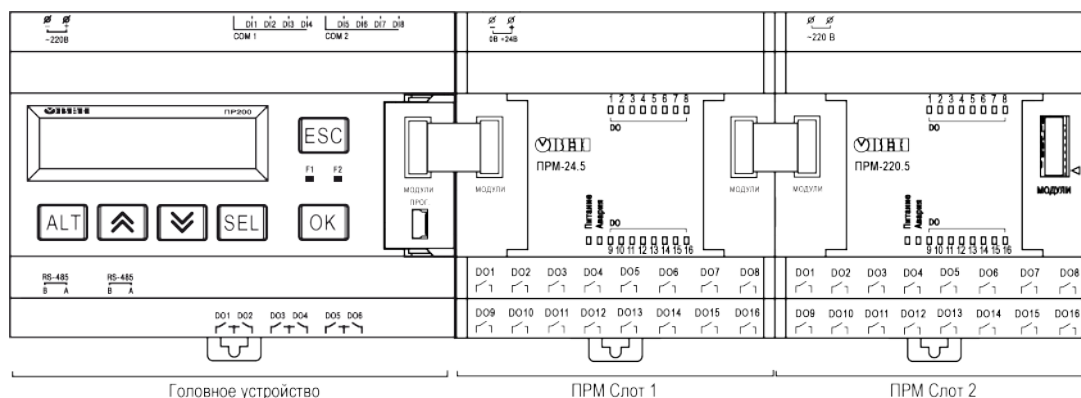 ~220В
DI1 DI2 DI3 DI4
COM 1
DI5 DI6 DI7 DI8
COM 2
ОВЕН
ПР200
ESC
F1 F2
ALT
SEL
OK
МОДУЛИ
ПРОГ
RS-485
B A
RS-485
B A
DO1 DO2 DO3 DO4 DO5 DO6
Головное устройство
- +
0В +24В
1 2 3 4 5 6 7 8
DO
ОВЕН
ПРМ-24.5
МОДУЛИ
МОДУЛИ
Питание
Авария
DO
9 10 11 12 13 14 15 16
DO1 DO2 DO3 DO4 DO5 DO6 DO7 DO8
DO9 DO10 DO11 DO12 DO13 DO14 DO15 DO16
ПРМ Слот 1
~220 В
1 2 3 4 5 6 7 8
DO
ОВЕН
ПРМ-220.5
МОДУЛИ
МОДУЛИ
Питание
Авария
DO
9 10 11 12 13 14 15 16
DO1 DO2 DO3 DO4 DO5 DO6 DO7 DO8
DO9 DO10 DO11 DO12 DO13 DO14 DO15 DO16
ПРМ Слот 2